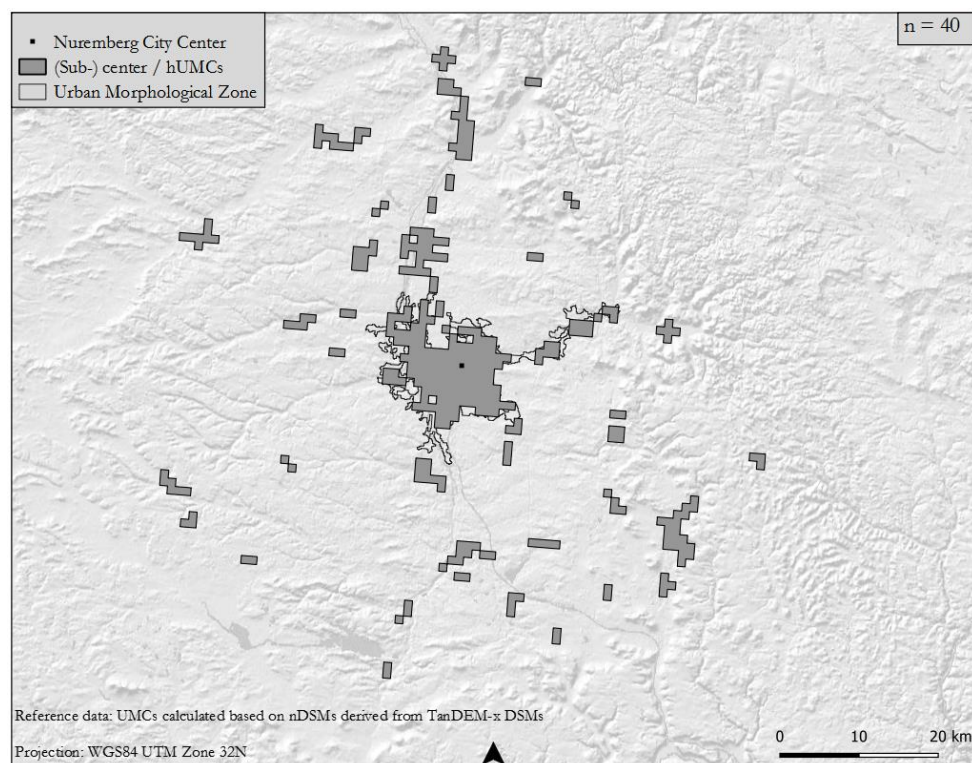 n = 40
Nuremberg City Center
(Sub-) center / hUMCs
Urban Morphological Zone
Reference data: UMCs calculated based on nDSMs derived from TanDEM-x DSMs
Projection: WGS84 UTM Zone 32N
0 10 20 km